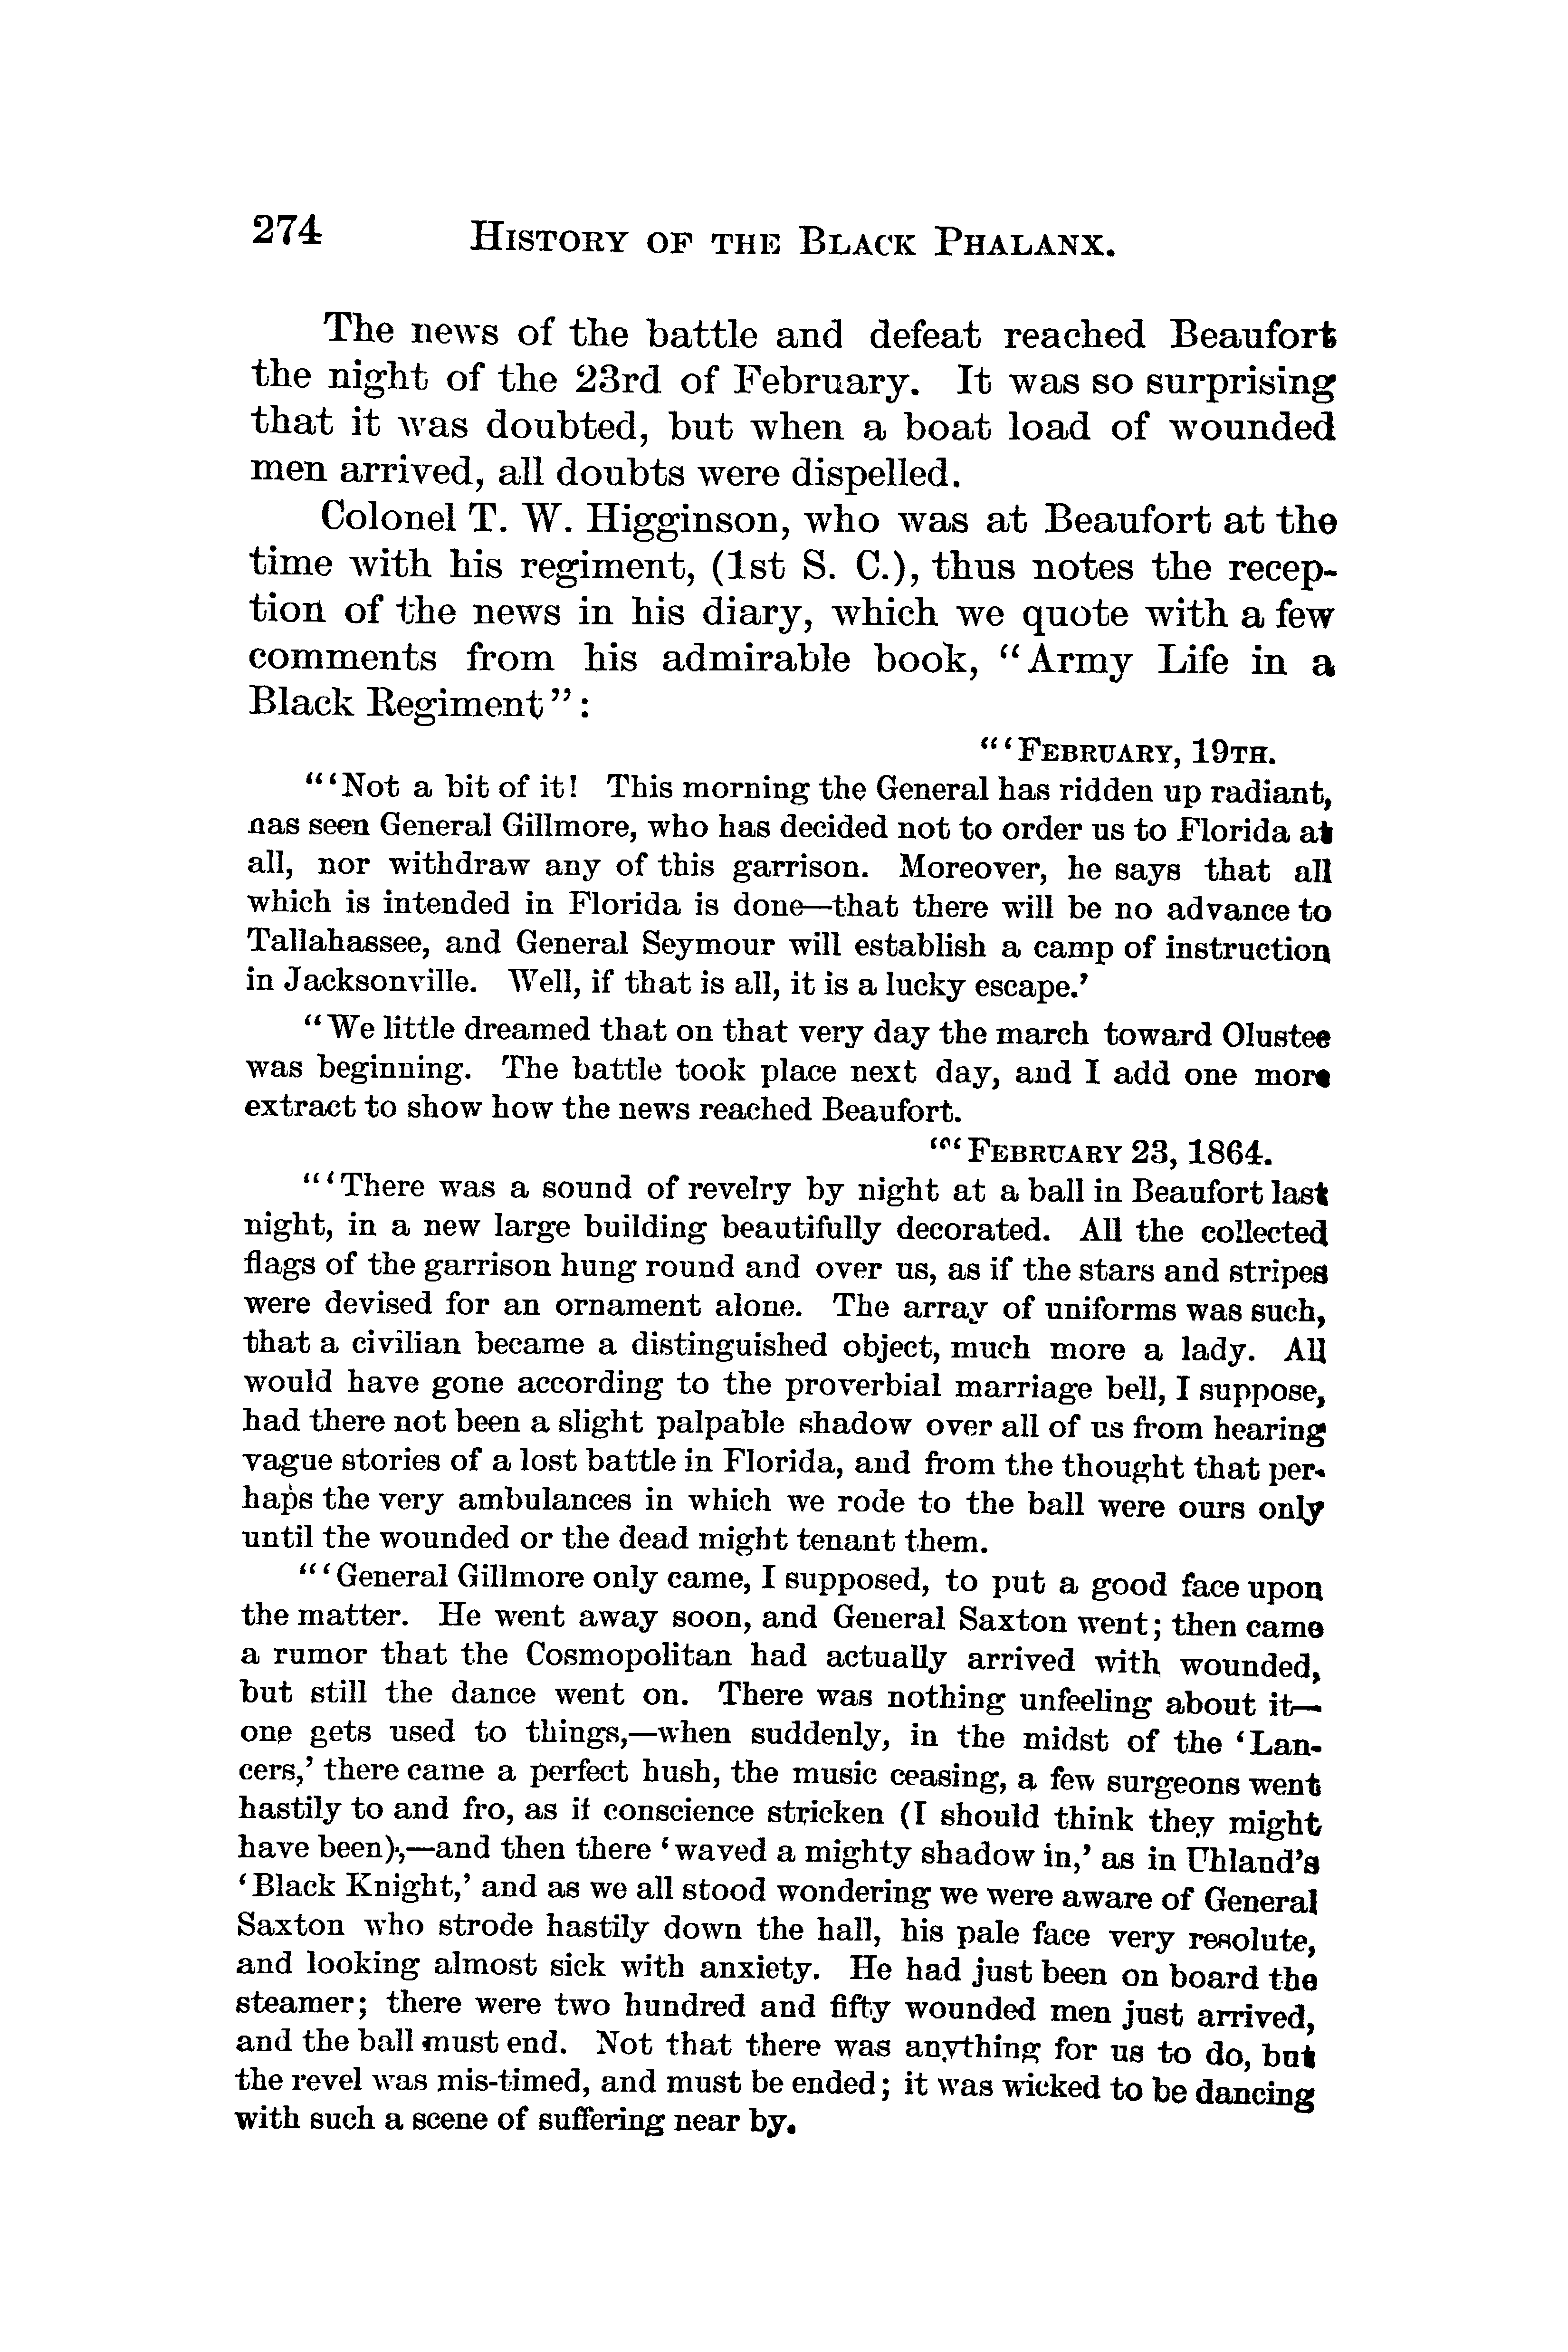 274 HISTORY OF THE BLACK PHALANX.
The news of the battle and defeat reached Beaufort
the night of the 23rd of February. It was so surprising
that it was doubted, but when a boat load of wounded
men arrived, all doubts were dispelled.
Colonel T. W. Higginson, who was at Beaufort at the
time with his regiment, (1st S. C.), thus notes the recep-
tion of the news in his diary, which we quote with a few
comments from his admirable book, “Army Life in a
Black Regiment”:
“‘FEBRUARY, 19TH.
“‘Not a bit of it! This morning the General has ridden up radiant,
has seen General Gillmore, who has decided not to order us to Florida at
all, nor withdraw any of this garrison. Moreover, he says that all
which is intended in Florida is done—that there will be no advance to
Tallahassee, and General Seymour will establish a camp of instruction
in Jacksonville. Well, if that is all, it is a lucky escape.’
“We little dreamed that on that very day the march toward Olustee
was beginning. The battle took place next day, and I add one more
extract to show how the news reached Beaufort.
“‘FEBRUARY 23, 1864.
“‘There was a sound of revelry by night at a ball in Beaufort last
night, in a new large building beautifully decorated. All the collected
flags of the garrison hung round and over us, as if the stars and stripes
were devised for an ornament alone. The array of uniforms was such,
that a civilian became a distinguished object, much more a lady. All
would have gone according to the proverbial marriage bell, I suppose,
had there not been a slight palpable shadow over all of us from hearing
vague stories of a lost battle in Florida, and from the thought that per-
haps the very ambulances in which we rode to the ball were ours only
until the wounded or the dead might tenant them.
“‘General Gillmore only came, I supposed, to put a good face upon
the matter. He went away soon, and General Saxton went; then came
a rumor that the Cosmopolitan had actually arrived with wounded,
but still the dance went on. There was nothing unfeeling about it—
one gets used to things,—when suddenly, in the midst of the ‘Lan-
cers,’ there came a perfect hush, the music ceasing, a few surgeons went
hastily to and fro, as if conscience stricken (I should think they might
have been),—and then there ‘waved a mighty shadow in,’ as in Uhland’s
‘Black Knight,’ and as we all stood wondering we were aware of General
Saxton who strode hastily down the hall, his pale face very resolute,
and looking almost sick with anxiety. He had just been on board the
steamer; there were two hundred and fifty wounded men just arrived,
and the ball must end. Not that there was anything for us to do, but
the revel was mis-timed, and must be ended; it was wicked to be dancing
with such a scene of suffering near by.